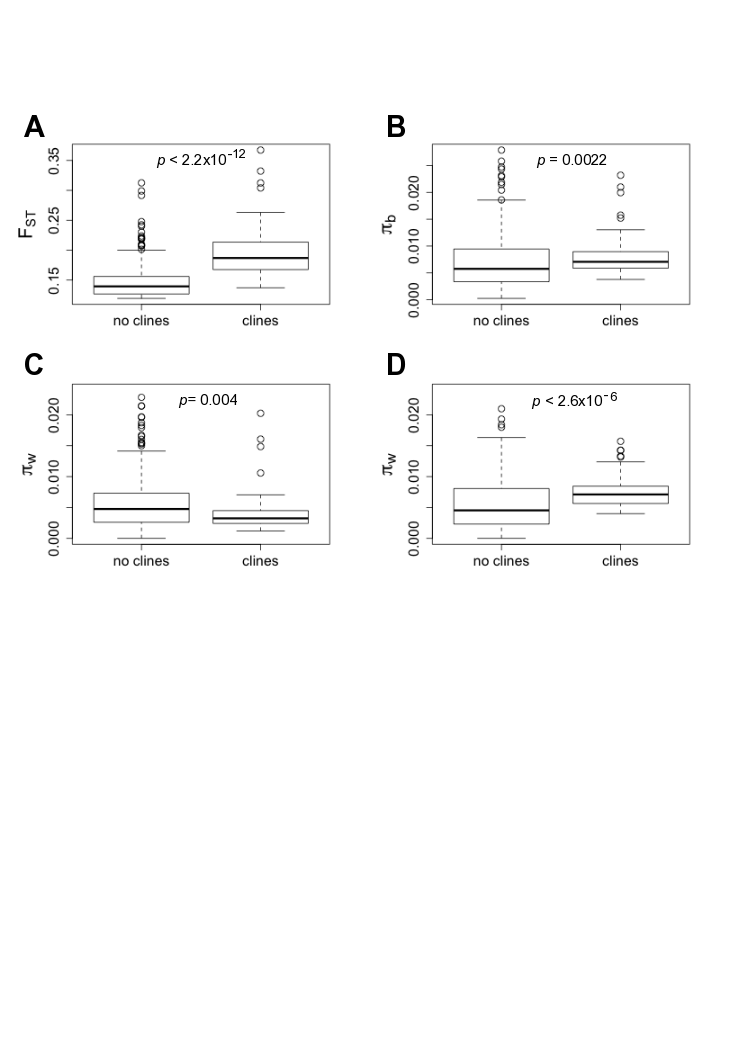 A
p < 2.2x10⁻¹²
F_ST
0.15
0.25
0.35
no clines
clines
B
p = 0.0022
π_b
0.000
0.010
0.020
no clines
clines
C
p= 0.004
π_w
0.000
0.010
0.020
no clines
clines
D
p < 2.6x10⁻⁶
π_w
0.000
0.010
0.020
no clines
clines